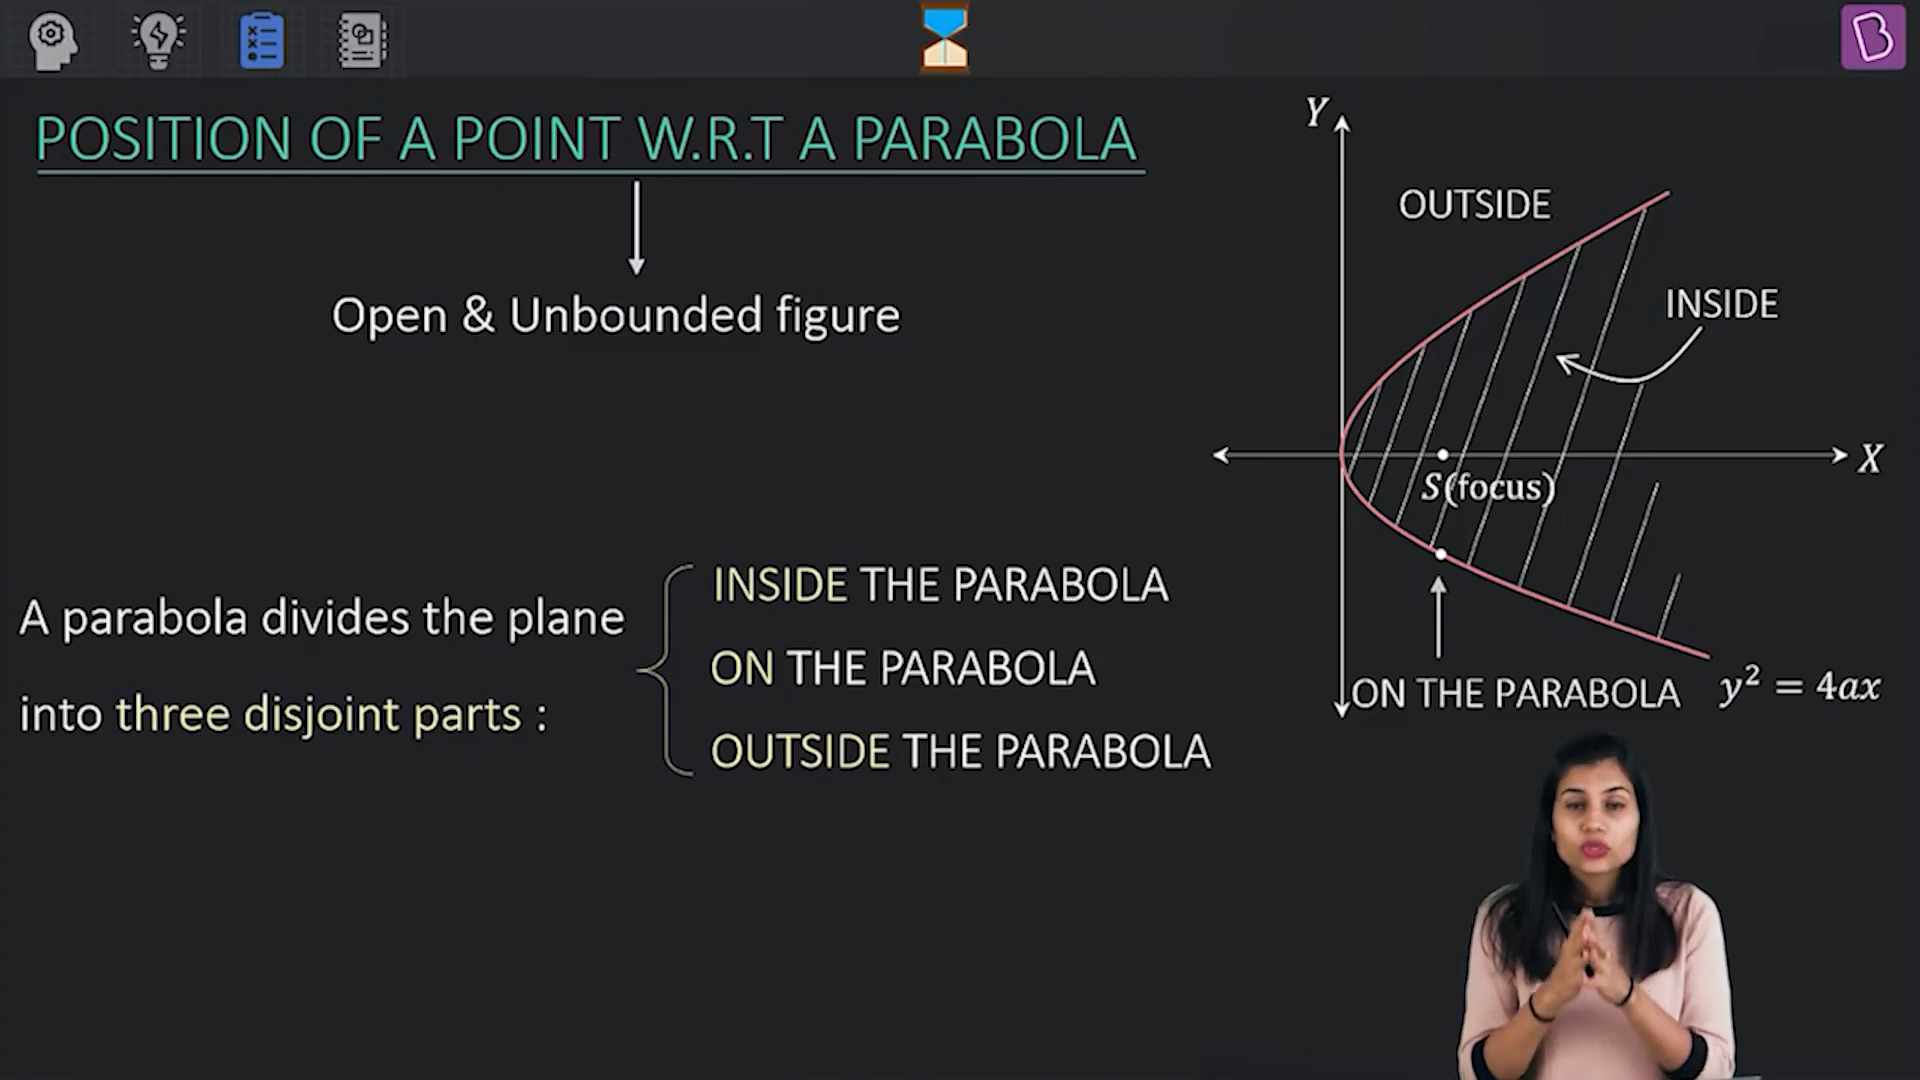 POSITION OF A POINT W.R.T A PARABOLA
Open & Unbounded figure
A parabola divides the plane
into three disjoint parts :
INSIDE THE PARABOLA
ON THE PARABOLA
OUTSIDE THE PARABOLA
Y
OUTSIDE
INSIDE
X
S(focus)
ON THE PARABOLA
y² = 4ax
B